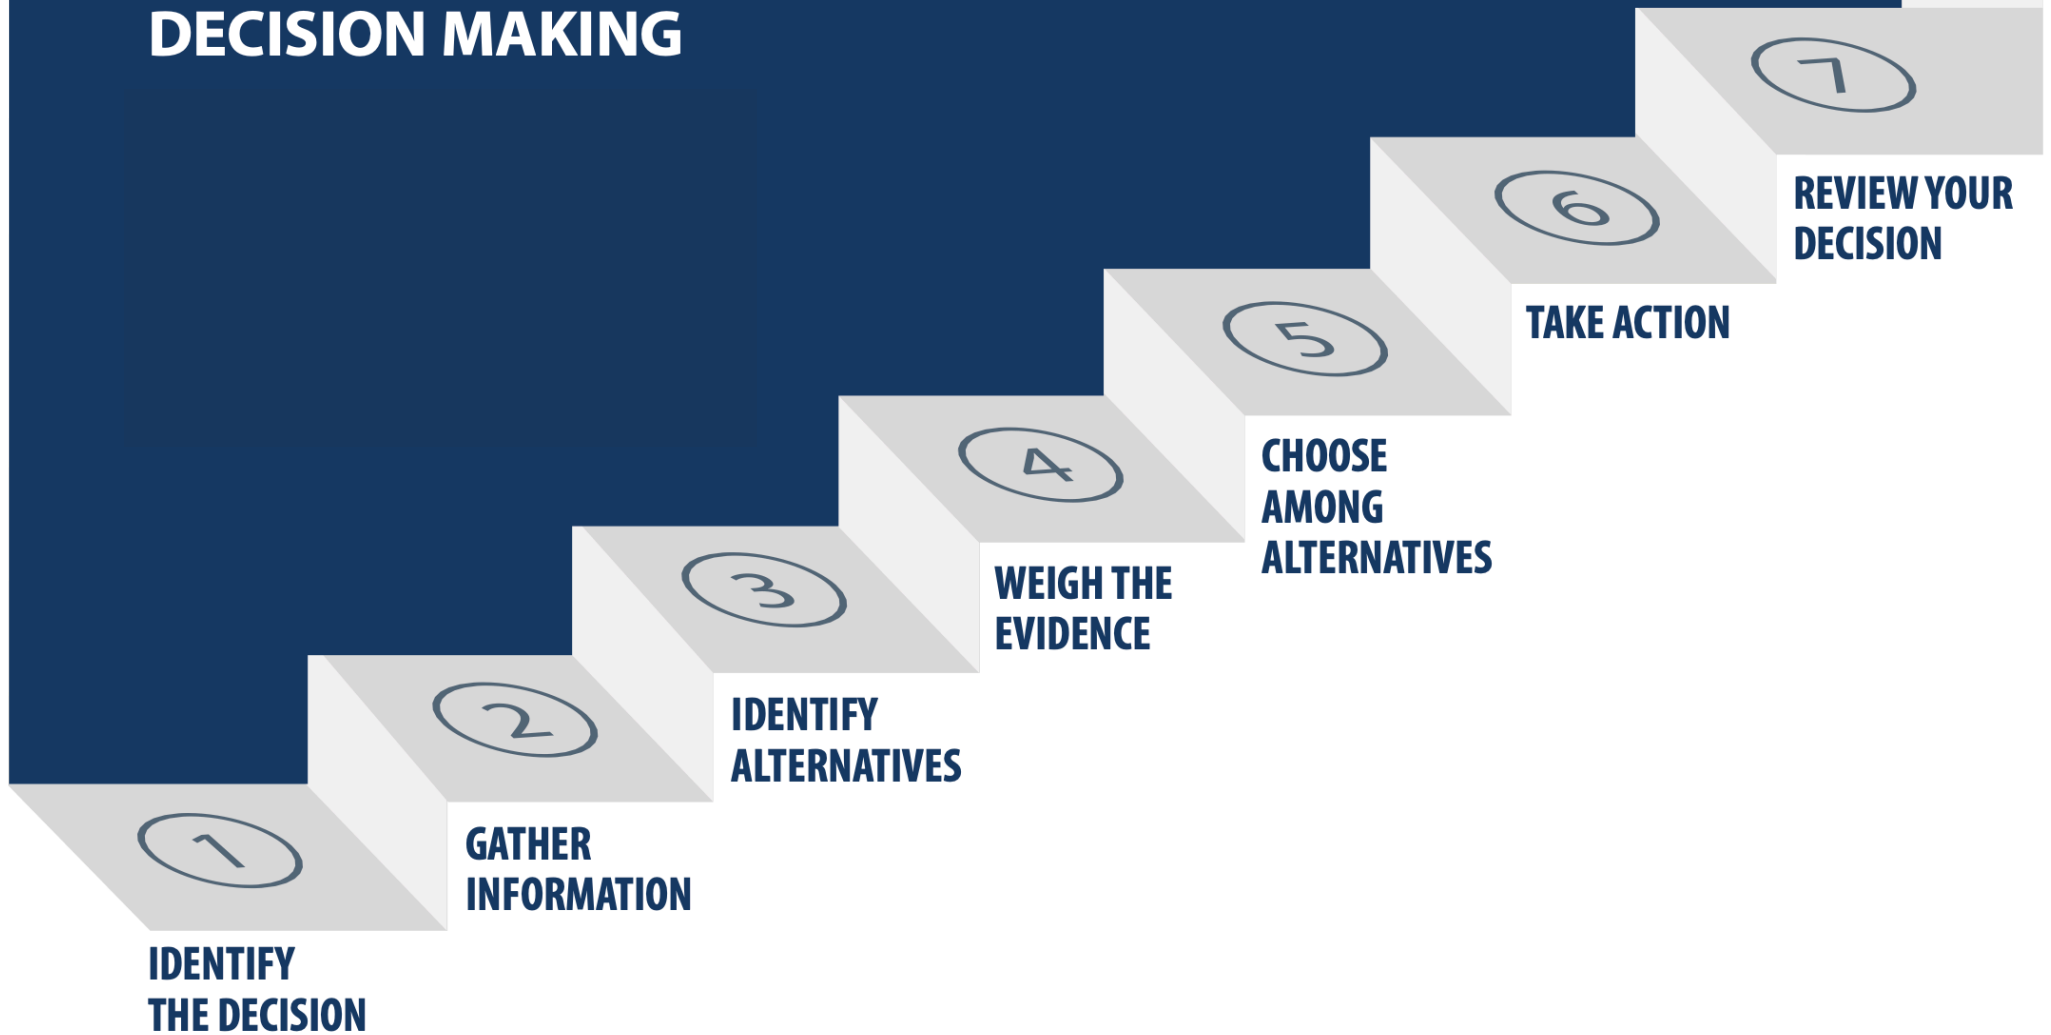 DECISION MAKING
1
IDENTIFY
THE DECISION
2
GATHER
INFORMATION
3
IDENTIFY
ALTERNATIVES
4
WEIGH THE
EVIDENCE
5
CHOOSE
AMONG
ALTERNATIVES
6
TAKE ACTION
7
REVIEW YOUR
DECISION